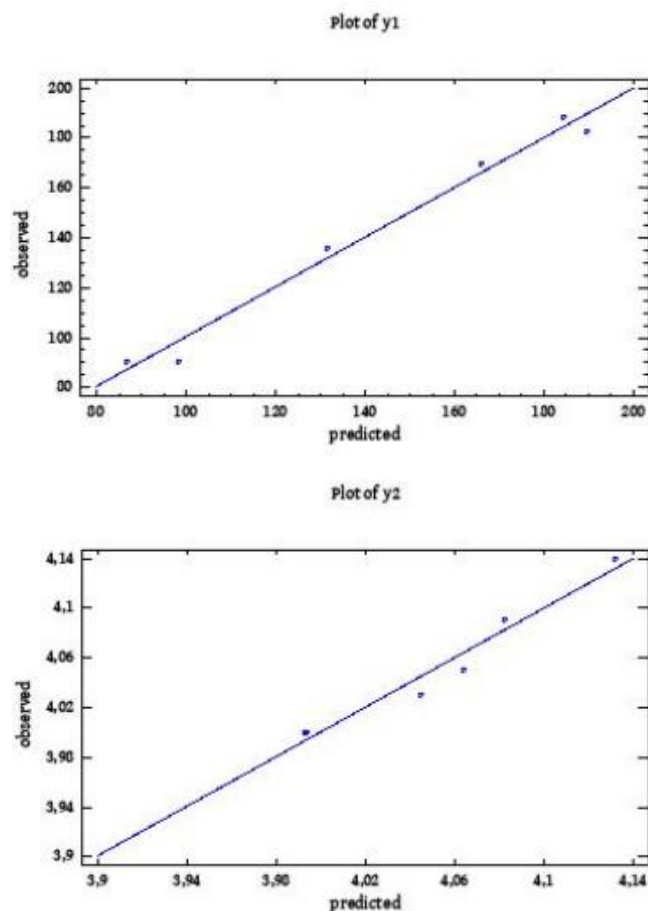 Plot of y1
200
180
160
140
120
100
80
observed
80 100 120 140 160 180 200
predicted
Plot of y2
4,14
4,1
4,06
4,02
3,98
3,94
3,9
observed
3,9 3,94 3,98 4,02 4,06 4,1 4,14
predicted